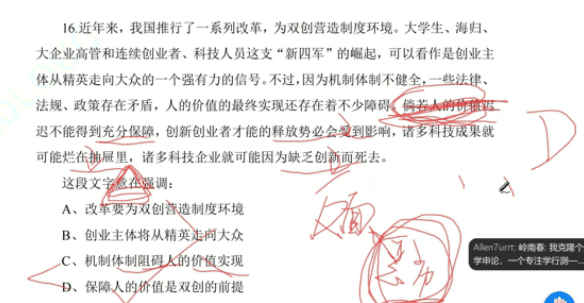 16.近年来，我国推行了一系列改革，为双创营造制度环境。大学生、海归、
大企业高管和连续创业者、科技人员这支“新四军”的崛起，可以看作是创业主
体从精英走向大众的一个强有力的信号。不过，因为机制体制不健全，一些法律、
法规、政策存在矛盾，人的价值的最终实现还存在着不少障碍。倘若人的价值迟
迟不能得到充分保障，创新创业者才能的释放势必会受到影响，诸多科技成果就
可能烂在抽屉里，诸多科技企业就可能因为缺乏创新而死去。
这段文字意在强调：
A、改革要为双创营造制度环境
B、创业主体将从精英走向大众
C、机制体制阻碍人的价值实现
D、保障人的价值是双创的前提
D
反面
Allen7urrt: 岭南春: 我克隆个
学申论，一个专注学行测—...